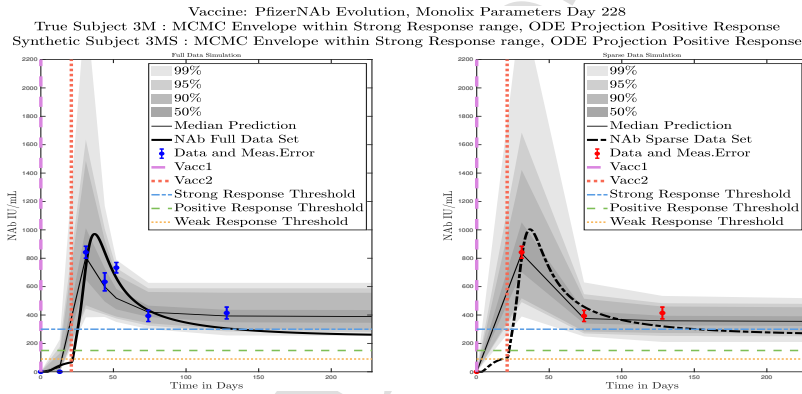 Vaccine: PfizerNAb Evolution, Monolix Parameters Day 228
True Subject 3M : MCMC Envelope within Strong Response range, ODE Projection Positive Response
Synthetic Subject 3MS : MCMC Envelope within Strong Response range, ODE Projection Positive Response
Full Data Simulation
2200
2000
1800
1600
1400
1200
1000
800
600
400
200
0
NAb IU/mL
99%
95%
90%
50%
Median Prediction
NAb Full Data Set
Data and Meas.Error
Vacc1
Vacc2
Strong Response Threshold
Positive Response Threshold
Weak Response Threshold
0 50 100 150 200
Time in Days
Sparse Data Simulation
2200
2000
1800
1600
1400
1200
1000
800
600
400
200
0
NAb IU/mL
99%
95%
90%
50%
Median Prediction
NAb Sparse Data Set
Data and Meas.Error
Vacc1
Vacc2
Strong Response Threshold
Positive Response Threshold
Weak Response Threshold
0 50 100 150 200
Time in Days